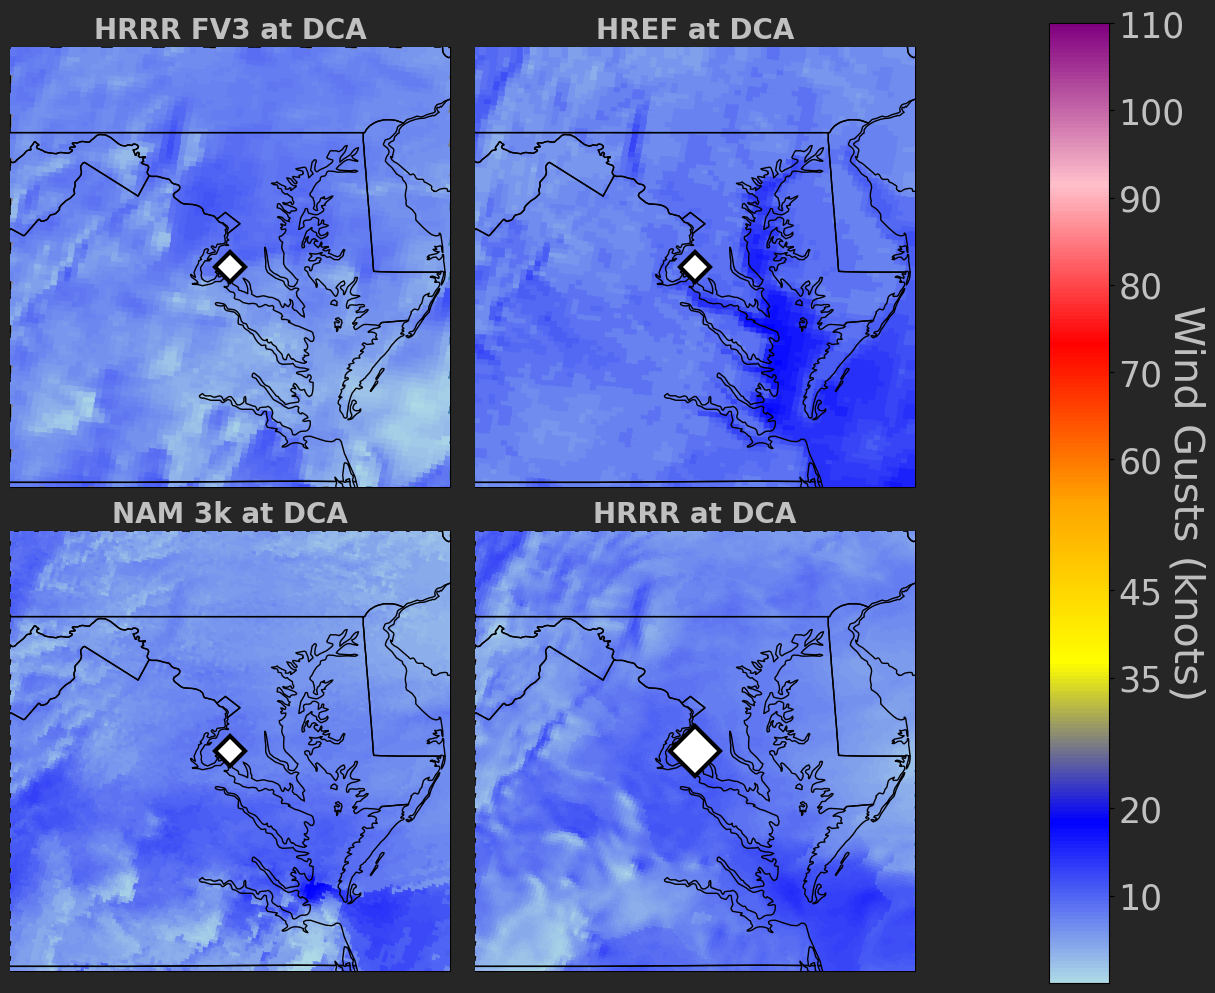 HRRR FV3 at DCA
HREF at DCA
NAM 3k at DCA
HRRR at DCA
110
100
90
80
70
60
45
35
20
10
Wind Gusts (knots)